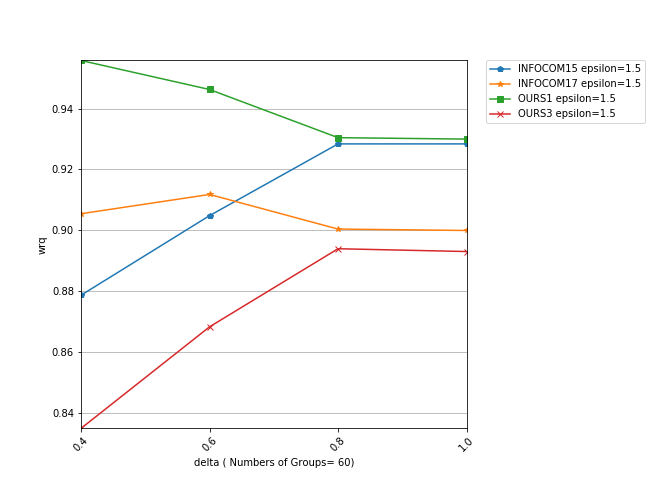 INFOCOM15 epsilon=1.5
INFOCOM17 epsilon=1.5
OURS1 epsilon=1.5
OURS3 epsilon=1.5
0.94
0.92
0.90
0.88
0.86
0.84
wrq
0.4
0.6
0.8
1.0
delta ( Numbers of Groups= 60)